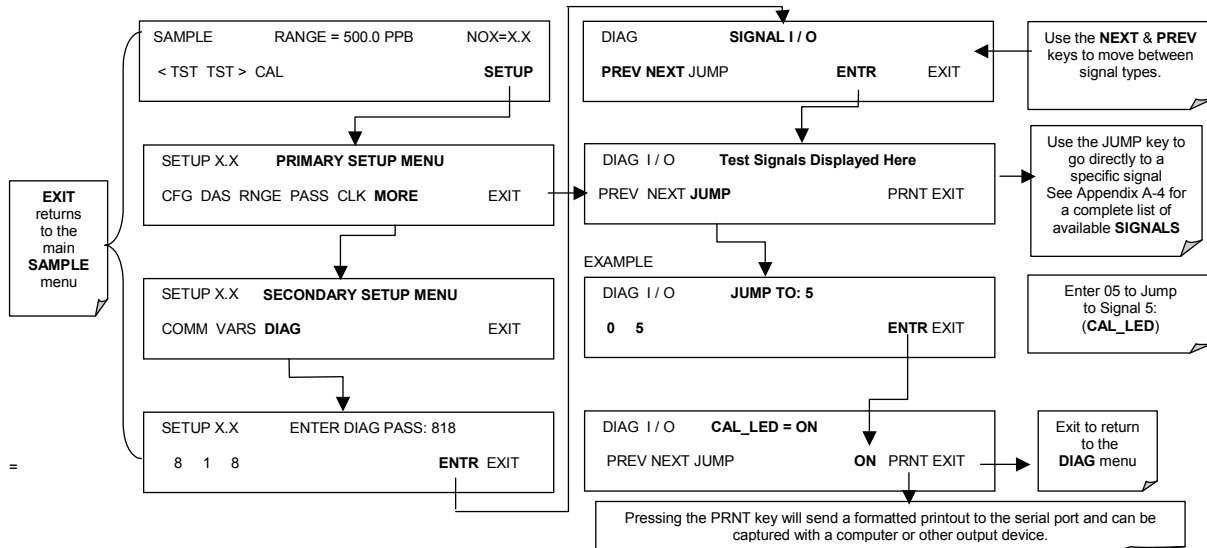 SAMPLE RANGE = 500.0 PPB NOX=X.X
< TST TST > CAL SETUP
SETUP X.X PRIMARY SETUP MENU
CFG DAS RNGE PASS CLK MORE EXIT
EXIT
returns
to the
main
SAMPLE
menu
SETUP X.X SECONDARY SETUP MENU
COMM VARS DIAG EXIT
SETUP X.X ENTER DIAG PASS: 818
8 1 8 ENTR EXIT
=
DIAG SIGNAL I / O
PREV NEXT JUMP ENTR EXIT
Use the NEXT & PREV
keys to move between
signal types.
DIAG I / O Test Signals Displayed Here
PREV NEXT JUMP PRNT EXIT
Use the JUMP key to
go directly to a
specific signal
See Appendix A-4 for
a complete list of
available SIGNALS
EXAMPLE
DIAG I / O JUMP TO: 5
0 5 ENTR EXIT
Enter 05 to Jump
to Signal 5:
(CAL_LED)
DIAG I / O CAL_LED = ON
PREV NEXT JUMP ON PRNT EXIT
Exit to return
to the
DIAG menu
Pressing the PRNT key will send a formatted printout to the serial port and can be
captured with a computer or other output device.